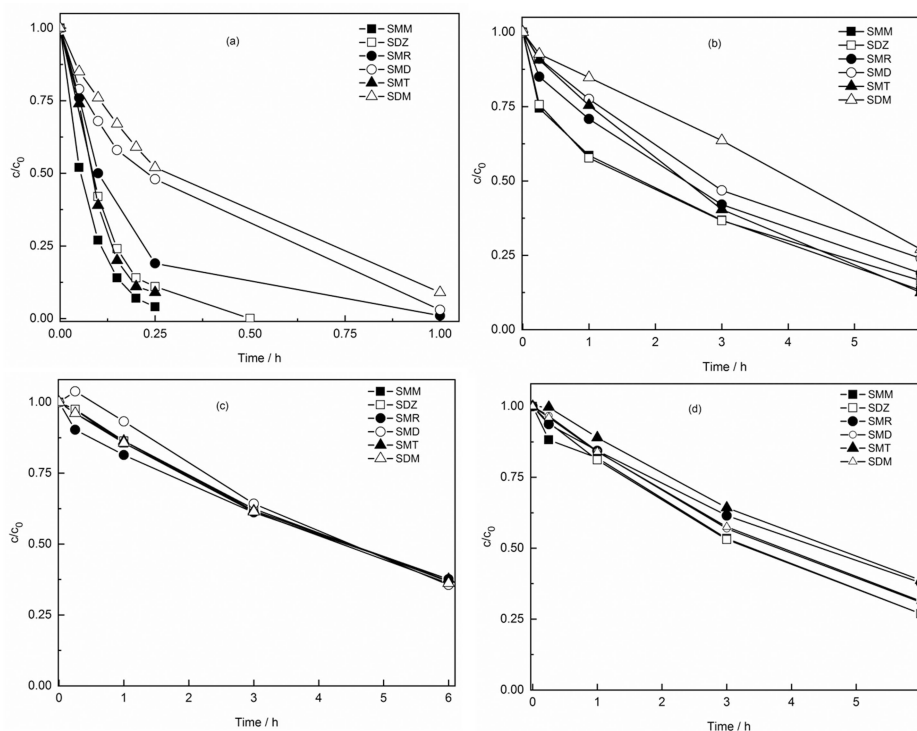 1.00
0.75
0.50
0.25
0.00
c/c0
(a)
SMM
SDZ
SMR
SMD
SMT
SDM
0.00
0.25
0.50
0.75
1.00
Time / h
1.00
0.75
0.50
0.25
0.00
c/c0
(b)
SMM
SDZ
SMR
SMD
SMT
SDM
0
1
2
3
4
5
6
Time / h
1.00
0.75
0.50
0.25
0.00
c/c0
(c)
SMM
SDZ
SMR
SMD
SMT
SDM
0
1
2
3
4
5
6
Time / h
1.00
0.75
0.50
0.25
0.00
c/c0
(d)
SMM
SDZ
SMR
SMD
SMT
SDM
0
1
2
3
4
5
6
Time / h